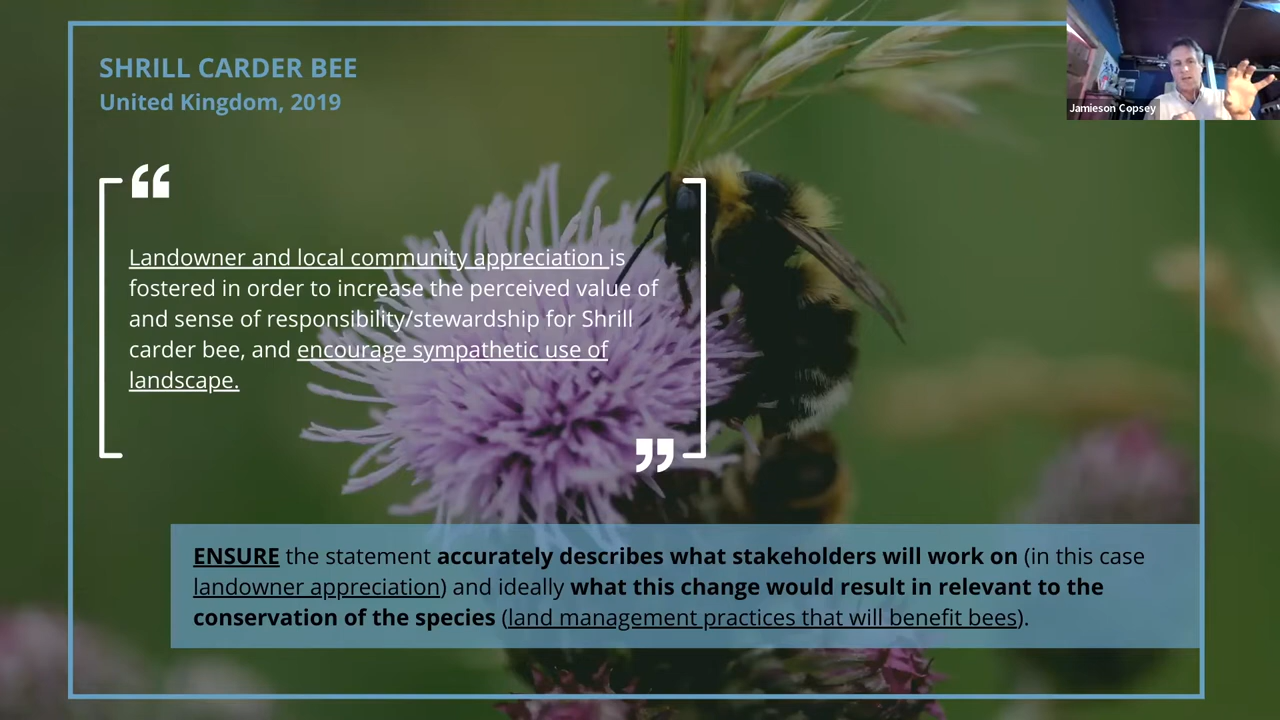 SHRILL CARDER BEE
United Kingdom, 2019
Jamieson Copsey
“
Landowner and local community appreciation is
fostered in order to increase the perceived value of
and sense of responsibility/stewardship for Shrill
carder bee, and encourage sympathetic use of
landscape.
”
ENSURE the statement accurately describes what stakeholders will work on (in this case
landowner appreciation) and ideally what this change would result in relevant to the
conservation of the species (land management practices that will benefit bees).